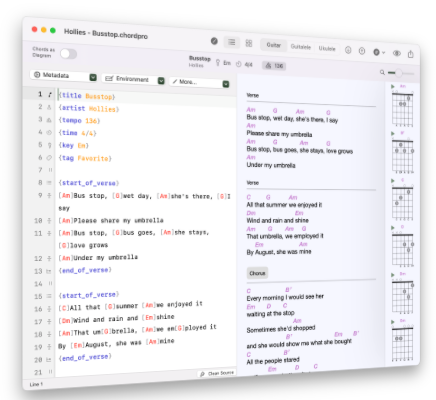 Hollies - Busstop.chordpro
Chords as
Diagram
Busstop
Hollies
Em
4/4
136
Guitar
Guitalele
Ukulele
Metadata
Environment
More...
1
{title Busstop}
2
{artist Hollies}
3
{tempo 136}
4
{time 4/4}
5
{key Em}
6
{tag Favorite}
7
8
{start_of_verse}
9
[Am]Bus stop, [G]wet day, [Am]she's there, [G]I
say
10
[Am]Please share my umbrella
11
[Am]Bus stop, [G]bus goes, [Am]she stays,
[G]love grows
12
[Am]Under my umbrella
13
{end_of_verse}
14
15
{start_of_verse}
16
[C]All that [G]summer [Am]we enjoyed it
17
[Dm]Wind and rain and [Em]shine
18
[Am]That um[G]brella, [Am]we em[G]ployed it
19
By [Em]August, she was [Am]mine
20
{end_of_verse}
21
Line 1
Clear Source
Verse
Am G Am G
Bus stop, wet day, she's there, I say
Am
Please share my umbrella
Am G Am G
Bus stop, bus goes, she stays, love grows
Am
Under my umbrella
Verse
C G Am
All that summer we enjoyed it
Dm Em
Wind and rain and shine
Am G Am G
That umbrella, we employed it
Em Am
By August, she was mine
Chorus
C B7
Every morning I would see her
Em D C
waiting at the stop
Am
Sometimes she'd shopped
B7 Em B7
and she would show me what she bought
C B7
All the people stared
Em D C